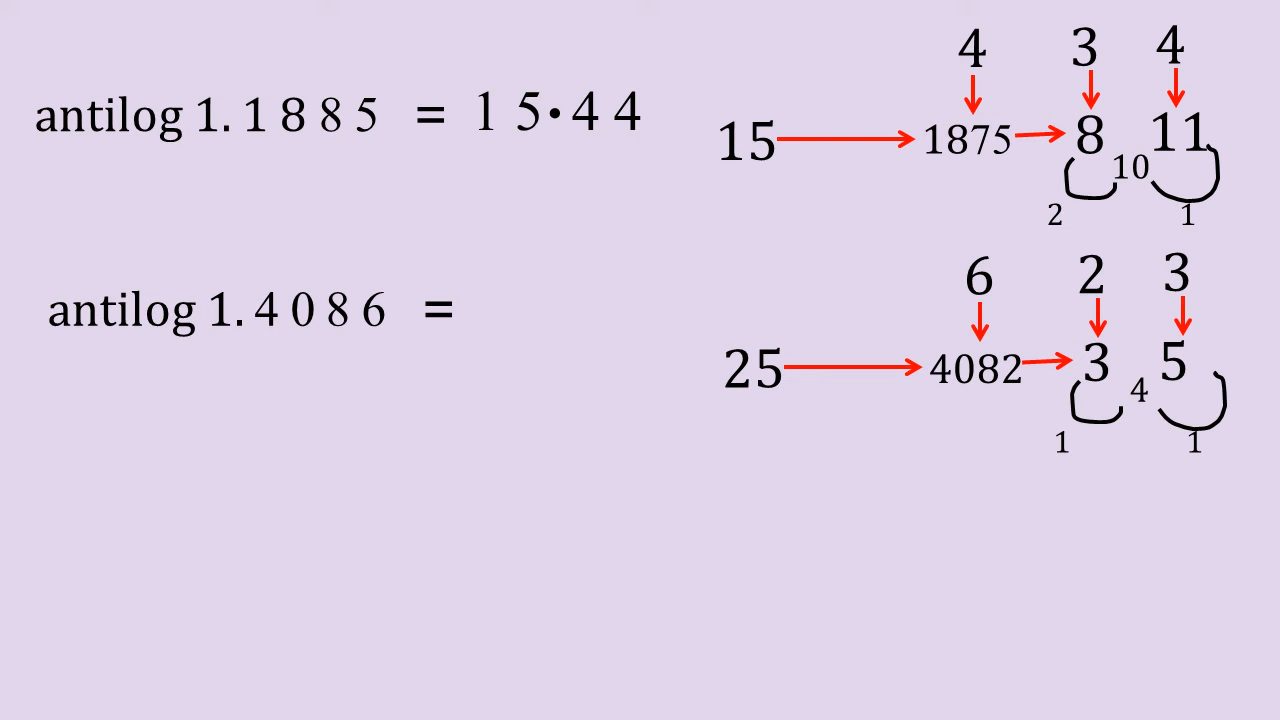 antilog 1. 1 8 8 5 = 1 5 • 4 4
4 3 4
15 1875 8 10 11
2 1
antilog 1. 4 0 8 6 =
6 2 3
25 4082 3 4 5
1 1